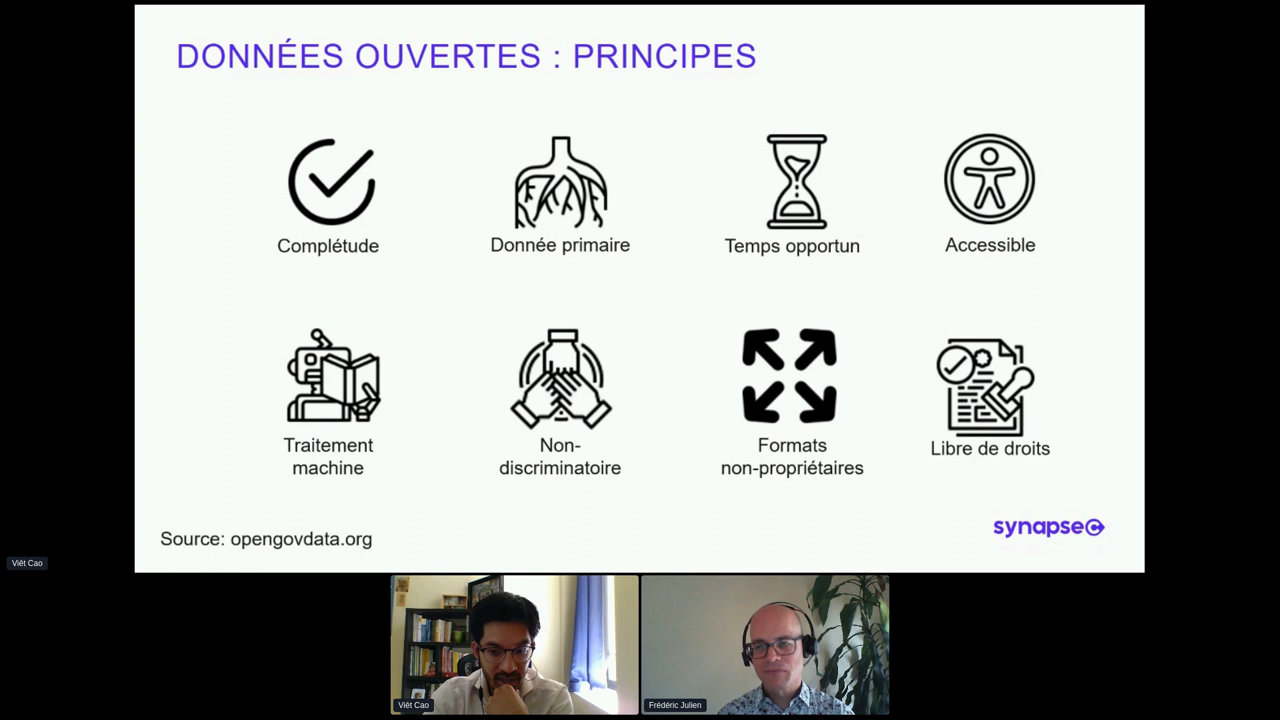 DONNÉES OUVERTES : PRINCIPES
Complétude
Donnée primaire
Temps opportun
Accessible
Traitement
machine
Non-
discriminatoire
Formats
non-propriétaires
Libre de droits
Source: opengovdata.org
synapseC
Viêt Cao
Viêt Cao
Frédéric Julien